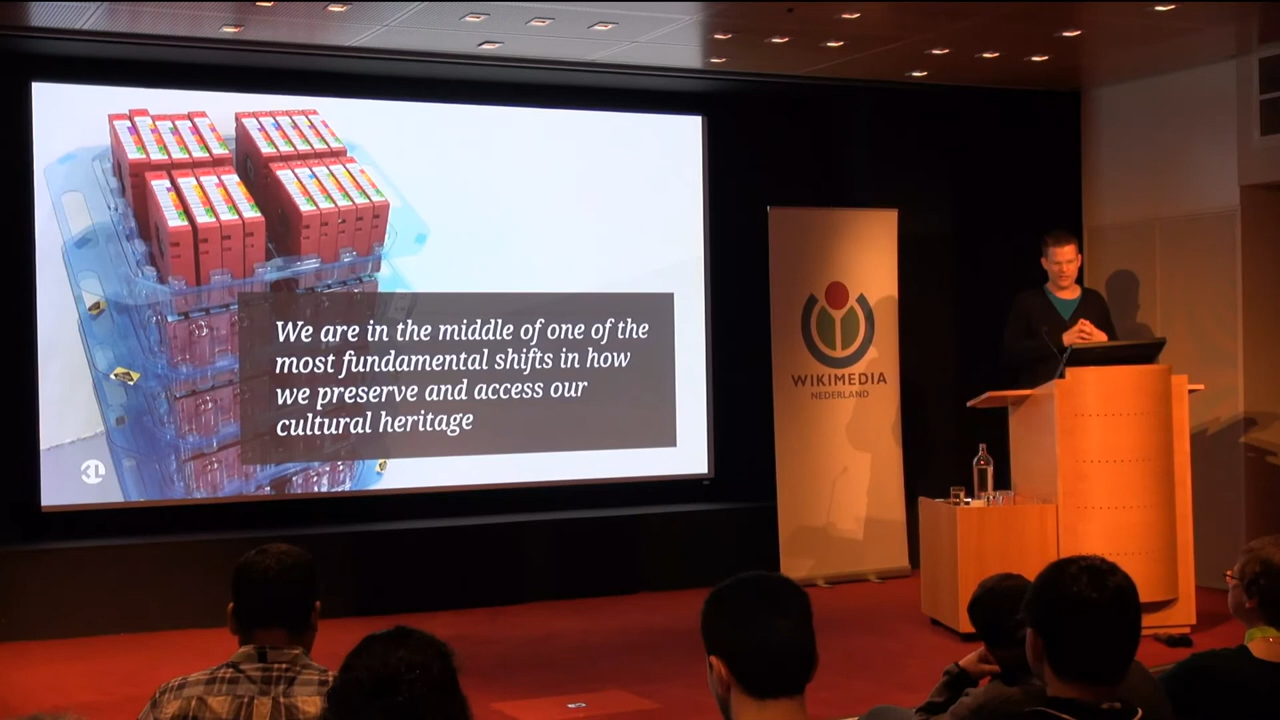 We are in the middle of one of the
most fundamental shifts in how
we preserve and access our
cultural heritage
WIKIMEDIA
NEDERLAND